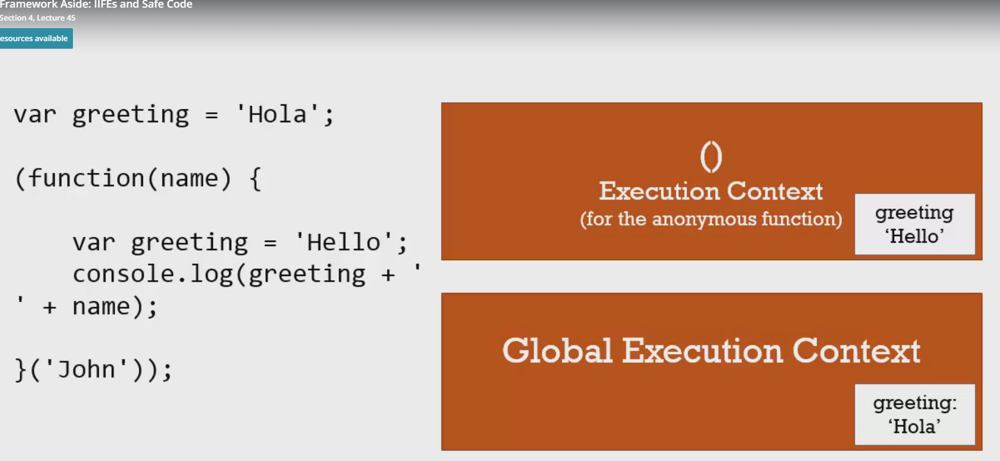 Framework Aside: IIFEs and Safe Code
Section 4, Lecture 45
esources available
var greeting = 'Hola';
(function(name) {
    var greeting = 'Hello';
    console.log(greeting + '
' + name);
}('John'));
()
Execution Context
(for the anonymous function)
greeting
‘Hello’
Global Execution Context
greeting:
‘Hola’